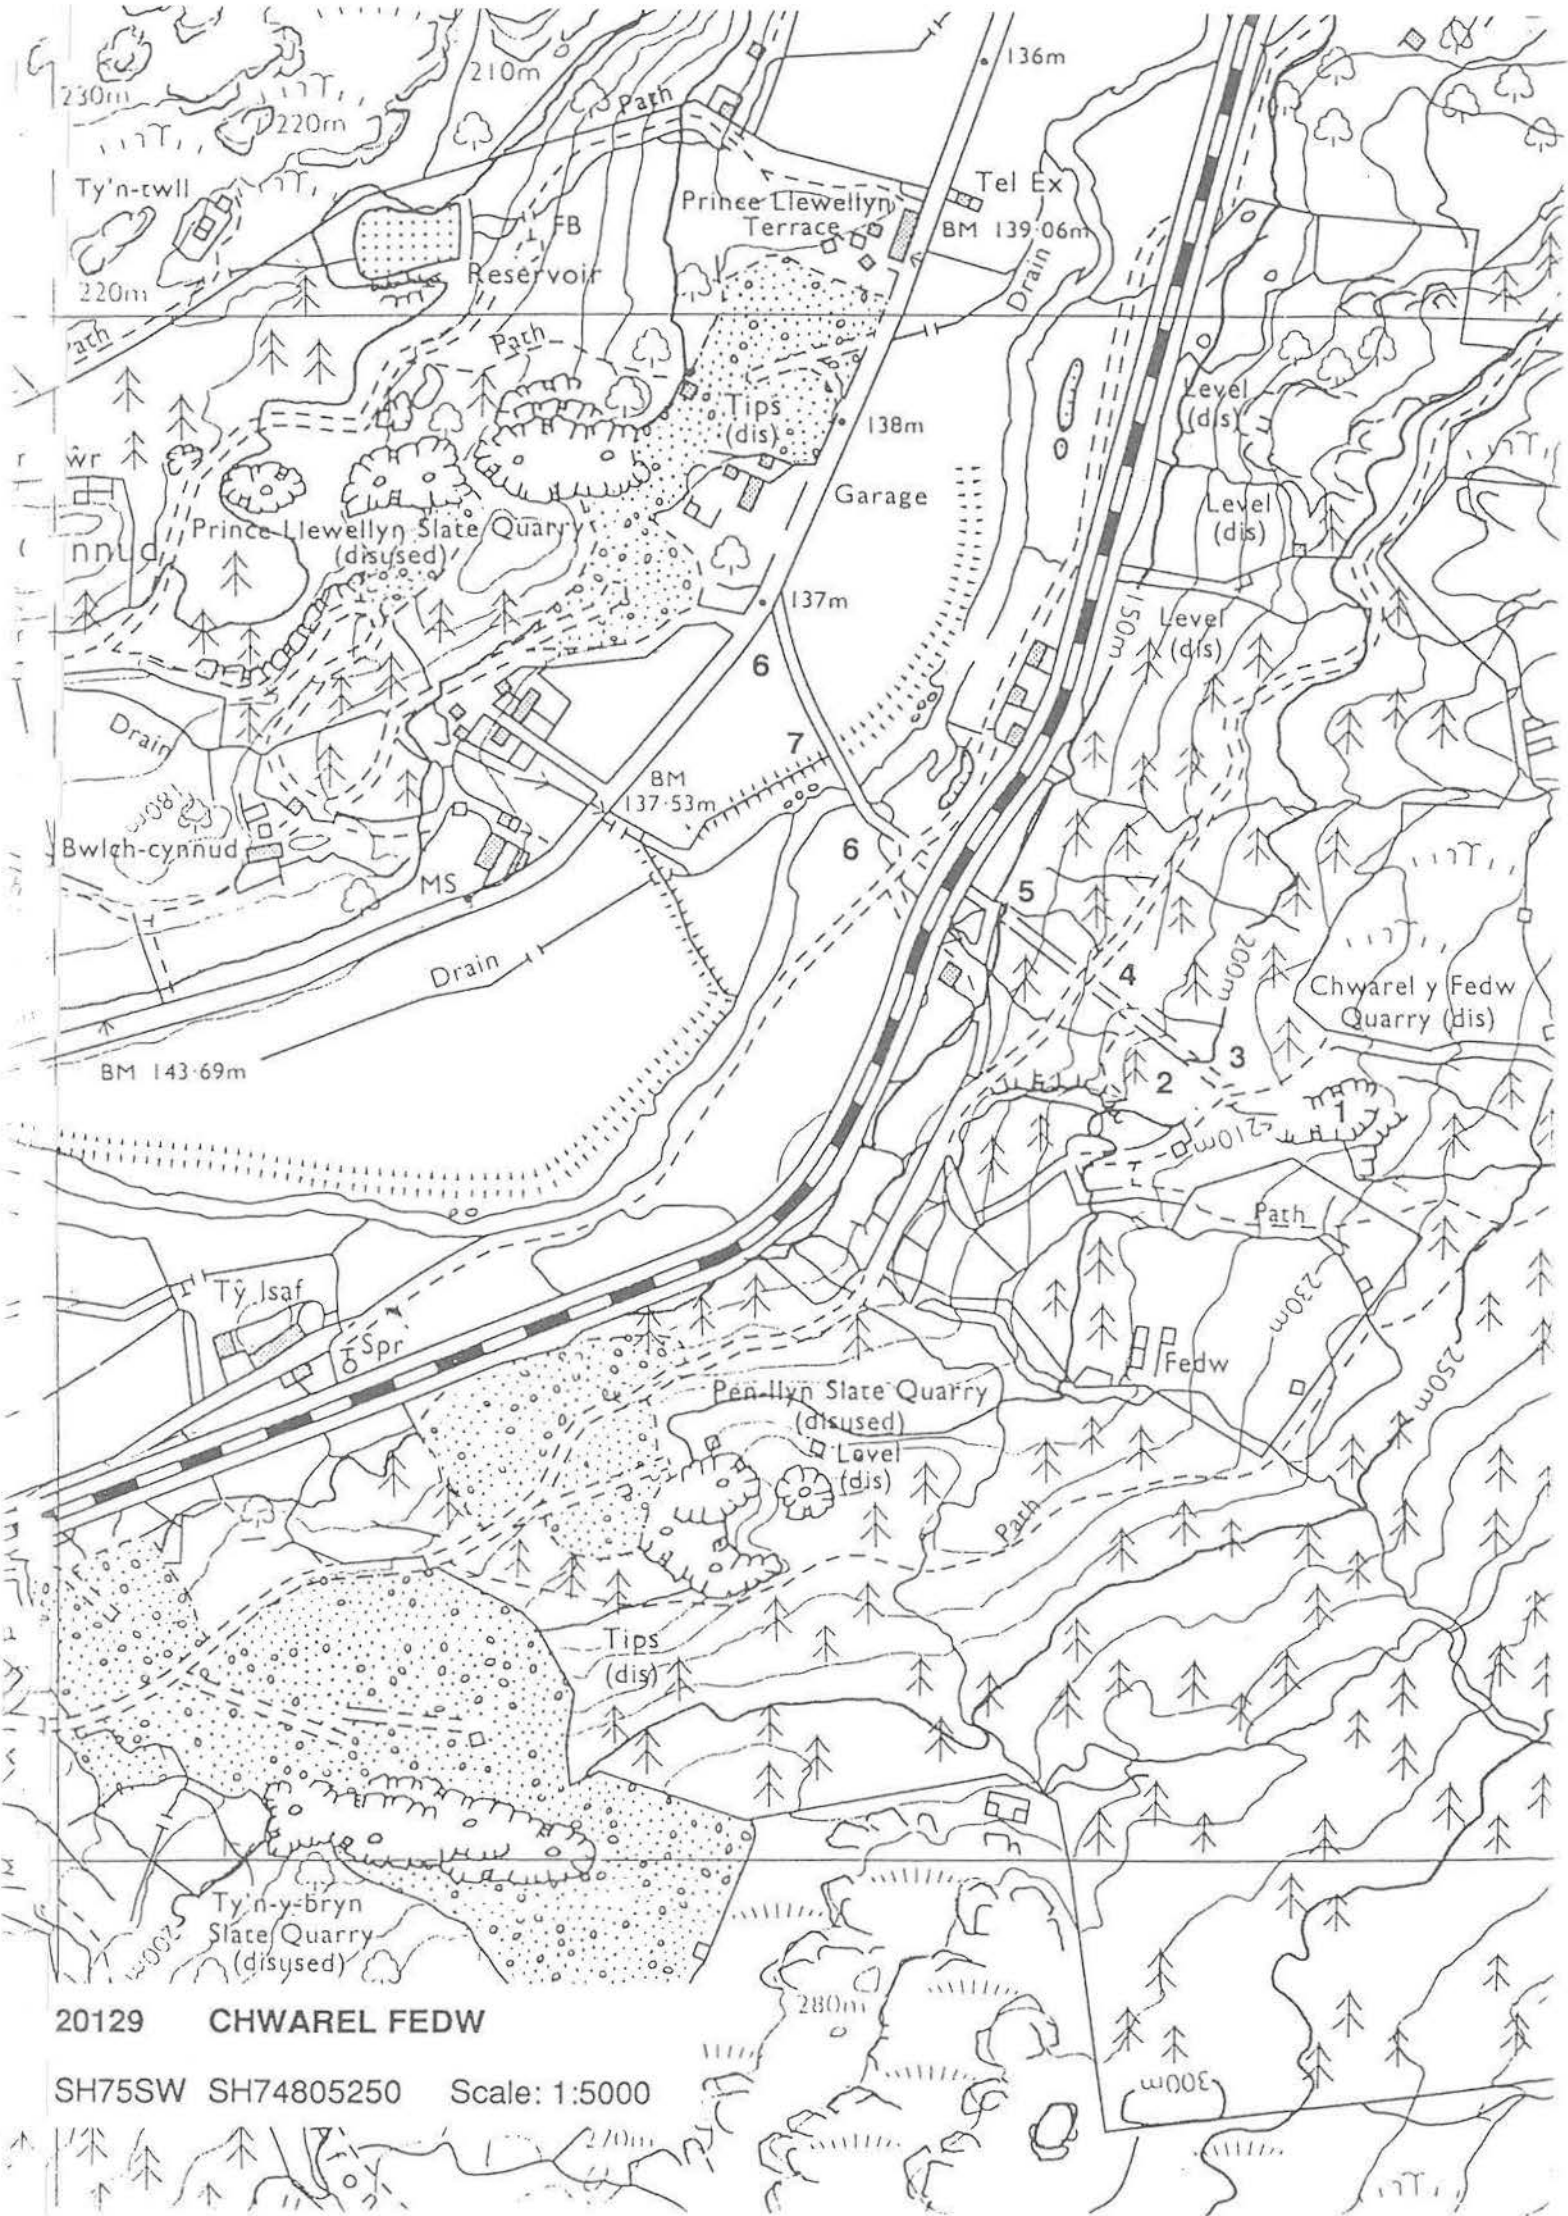 210m
136m
230m
Path
220m
Ty'n-twll
Tel Ex
Prince Llewellyn
Terrace
BM 139·06m
FB
Reservoir
220m
Drain
Path
Path
Level
(dis)
Tips
(dis)
138m
Garage
ŵr
Level
(dis)
Prince Llewellyn Slate Quarry
(disused)
nnud
137m
150m
Level
(dis)
6
Drain
7
BM
137·53m
180m
Bwlch-cynnud
6
MS
5
200m
Drain
4
Chwarel y Fedw
Quarry (dis)
3
BM 143·69m
2
1
210m
Path
Tŷ Isaf
230m
Spr
Fedw
250m
Pen-llyn Slate Quarry
(disused)
Level
(dis)
Path
Tips
(dis)
Ty'n-y-bryn
Slate Quarry
(disused)
200m
280m
20129 CHWAREL FEDW
SH75SW SH74805250 Scale: 1:5000
300m
270m